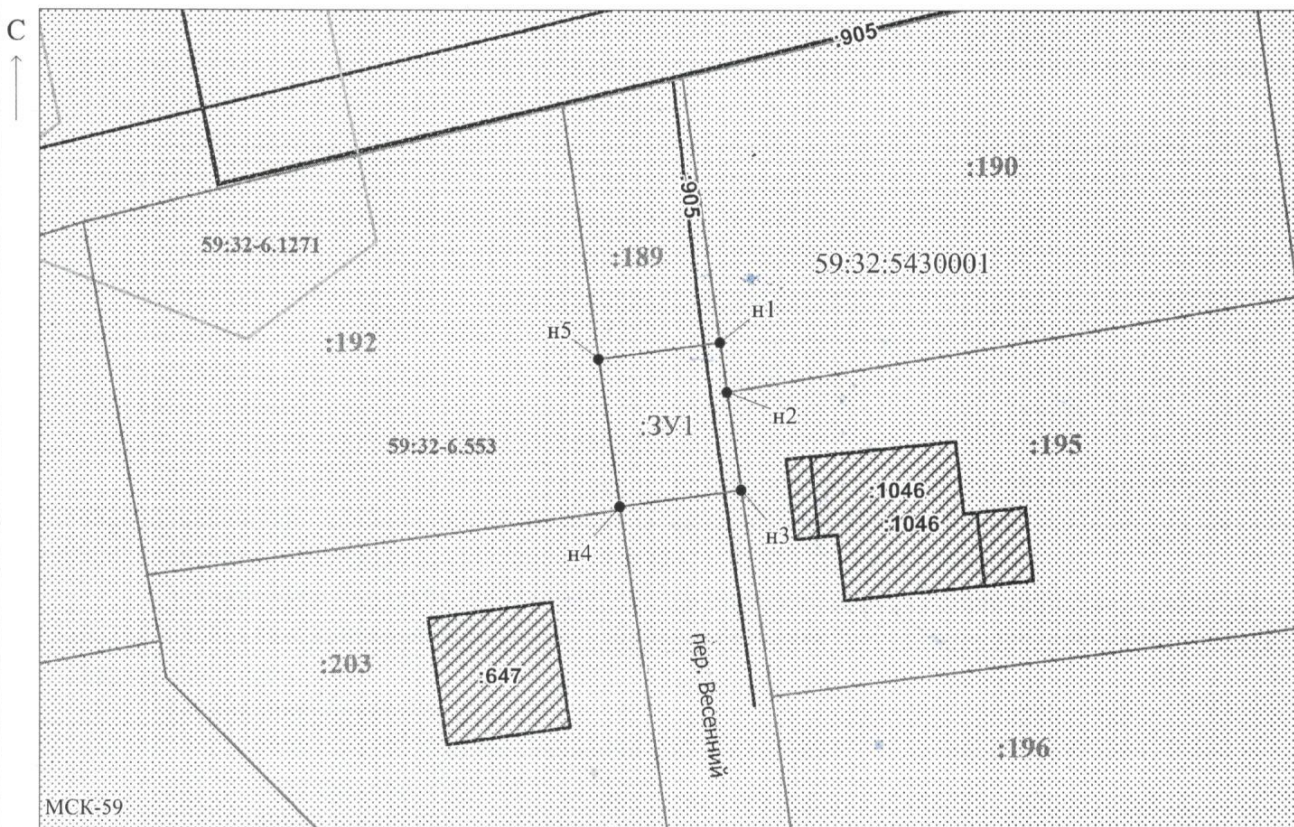 С
:905
:190
:905
59:32-6.1271
:189
59:32:5430001
н1
н5
:192
н2
:ЗУ1
59:32-6.553
:195
:1046
:1046
н3
н4
:203
:647
пер. Весенний
:196
МСК-59